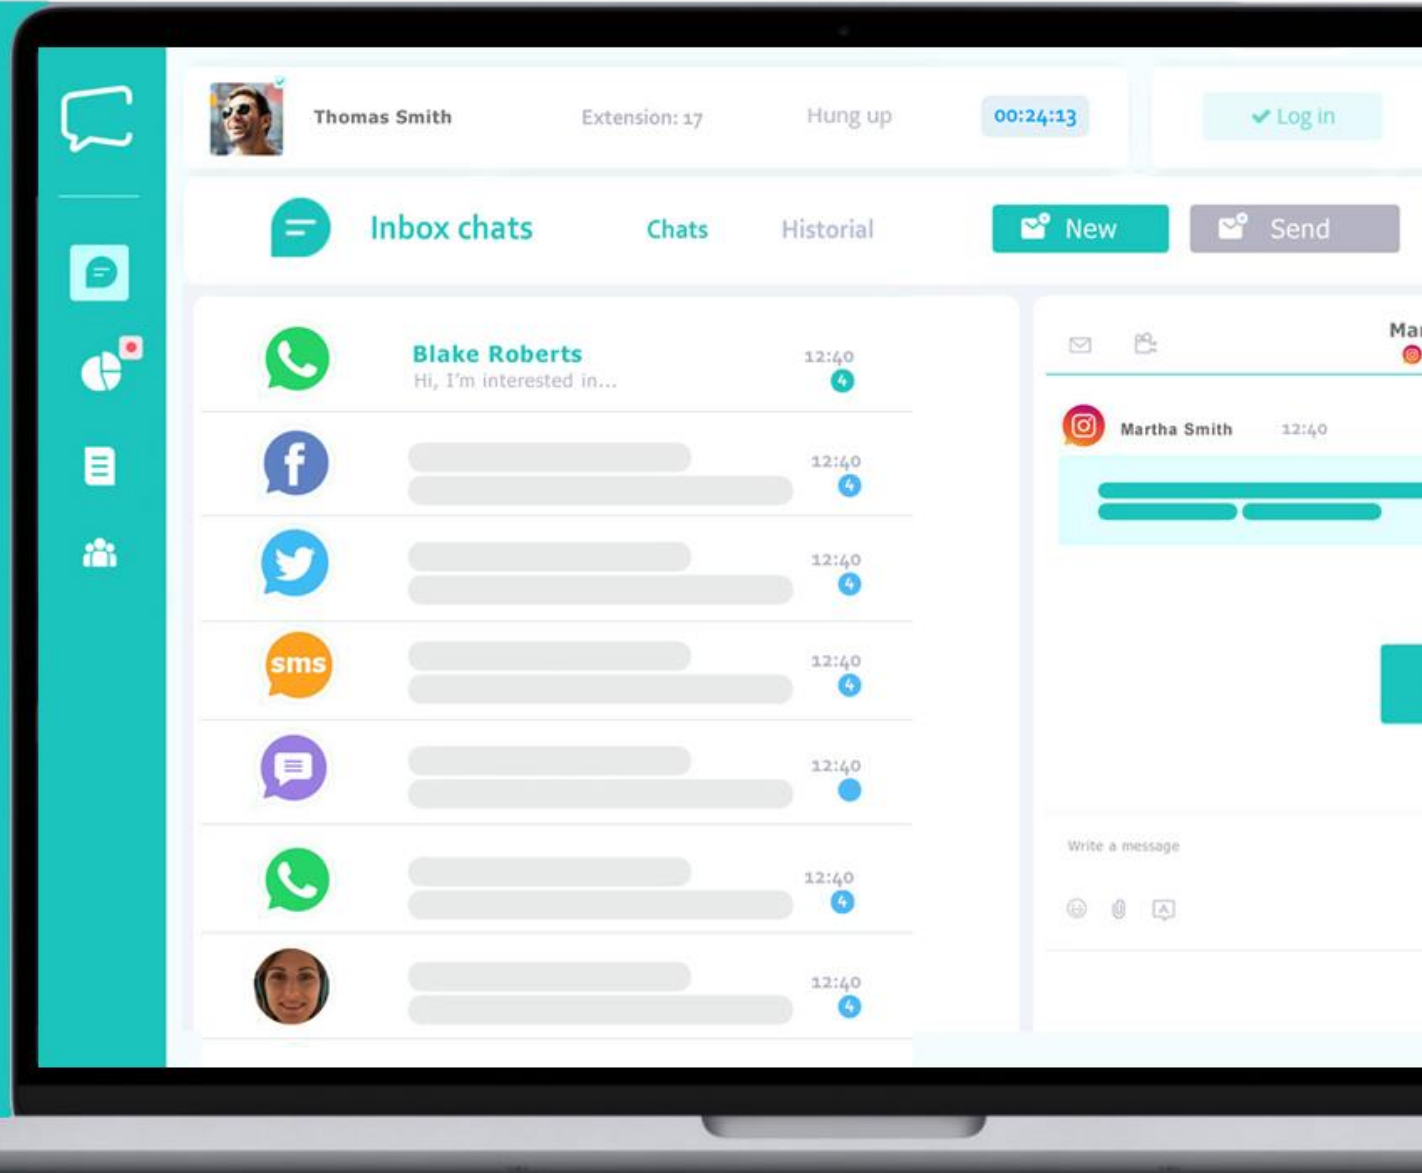 Thomas Smith
Extension: 17
Hung up
00:24:13
Log in
Inbox chats
Chats
Historial
New
Send
Blake Roberts
12:40
Hi, I'm interested in...
4
12:40
4
12:40
4
sms
12:40
4
12:40
12:40
4
12:40
4
Mar
Martha Smith
12:40
Write a message
A